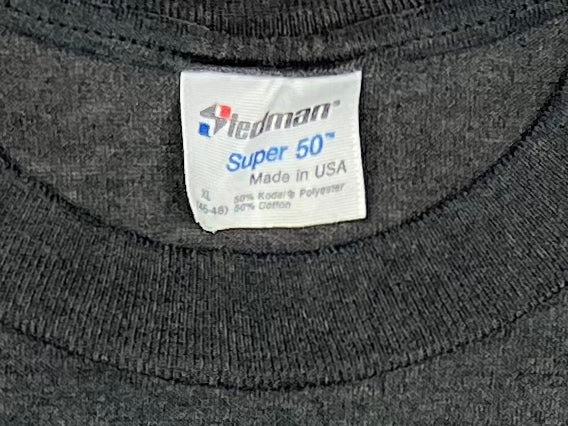 Stedman®
Super 50™
Made in USA
XL 50% Kodel® Polyester
(46-48) 50% Cotton